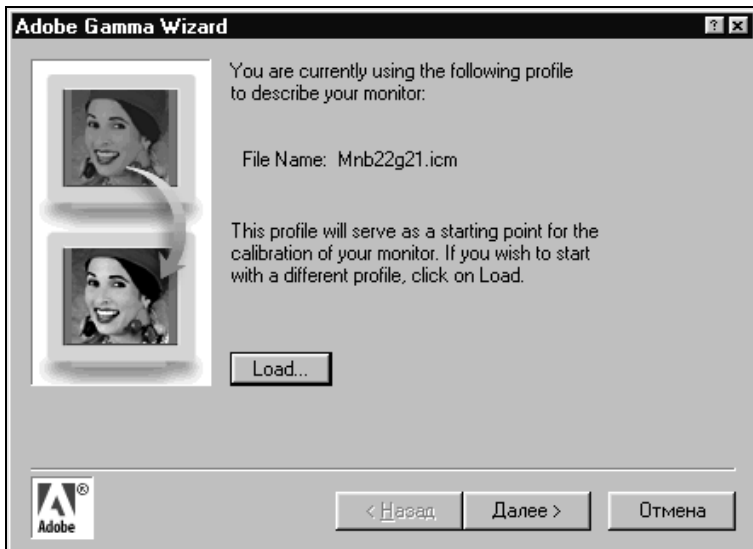 Adobe Gamma Wizard
You are currently using the following profile
to describe your monitor:
File Name: Mnb22g21.icm
This profile will serve as a starting point for the
calibration of your monitor. If you wish to start
with a different profile, click on Load.
Load...
Adobe ®
< Назад
Далее >
Отмена